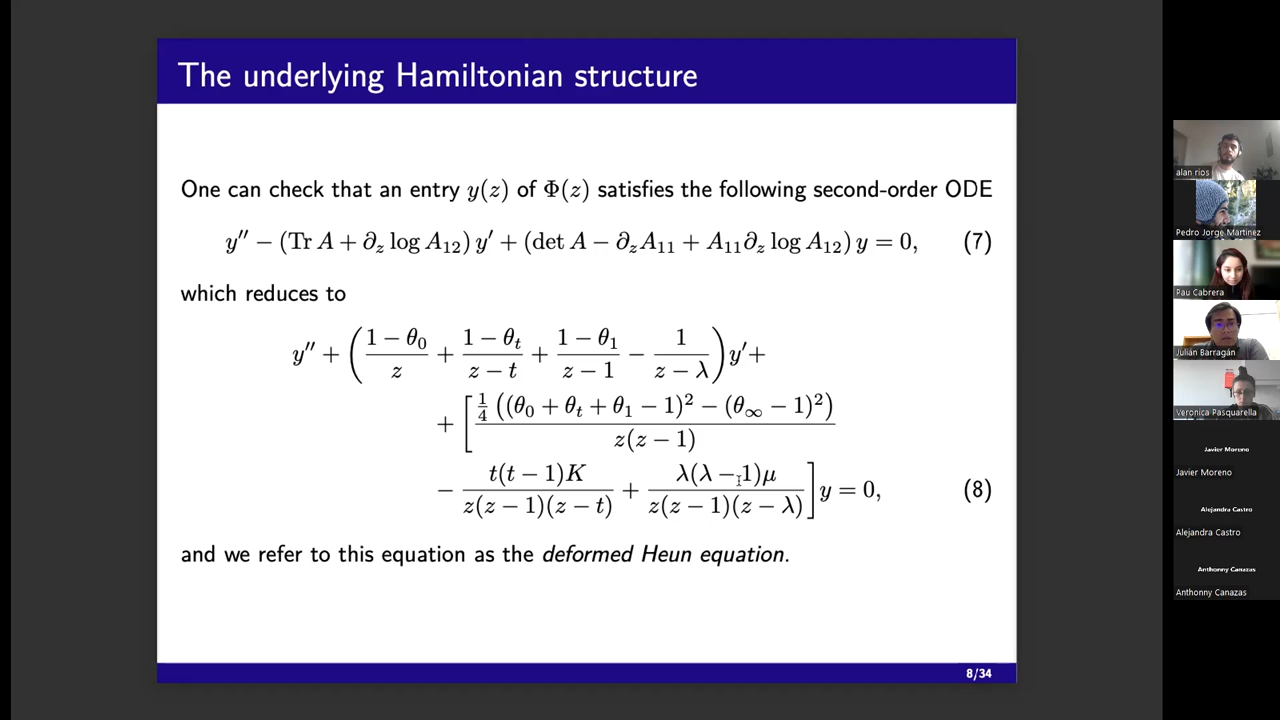 The underlying Hamiltonian structure
One can check that an entry y(z) of Φ(z) satisfies the following second-order ODE
y″ − (Tr A + ∂_z log A₁₂) y′ + (det A − ∂_z A₁₁ + A₁₁∂_z log A₁₂) y = 0, (7)
which reduces to
y″ + ( (1 − θ₀)/z + (1 − θ_t)/(z − t) + (1 − θ₁)/(z − 1) − 1/(z − λ) ) y′+
+ [ ¼ ((θ₀ + θ_t + θ₁ − 1)² − (θ_∞ − 1)²) / z(z − 1)
− t(t − 1)K / z(z − 1)(z − t) + λ(λ − 1)μ / z(z − 1)(z − λ) ] y = 0, (8)
and we refer to this equation as the deformed Heun equation.
8/34
alan rios
Pedro Jorge Martínez
Pau Cabrera
Julián Barragán
Veronica Pasquarella
Javier Moreno
Javier Moreno
Alejandra Castro
Alejandra Castro
Anthonny Canazas
Anthonny Canazas